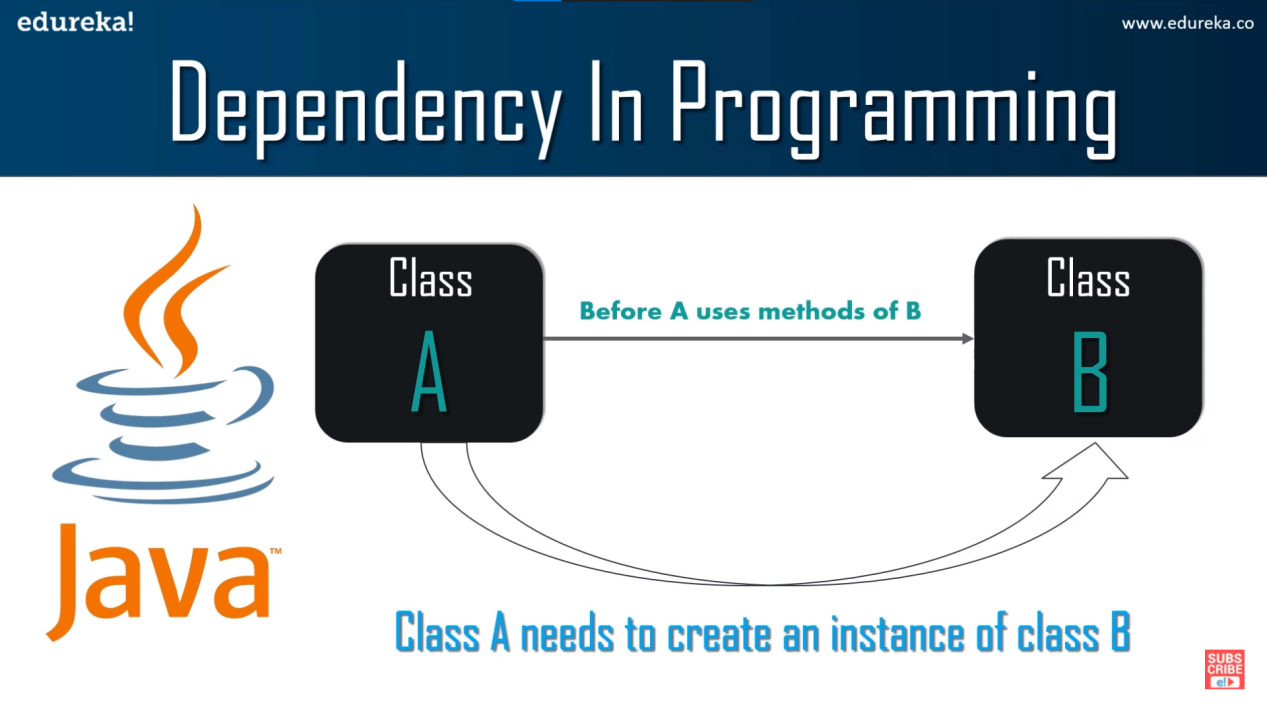 edureka!
www.edureka.co
Dependency In Programming
Class
A
Before A uses methods of B
Class
B
Java™
Class A needs to create an instance of class B
SUBS
CRIBE
e!